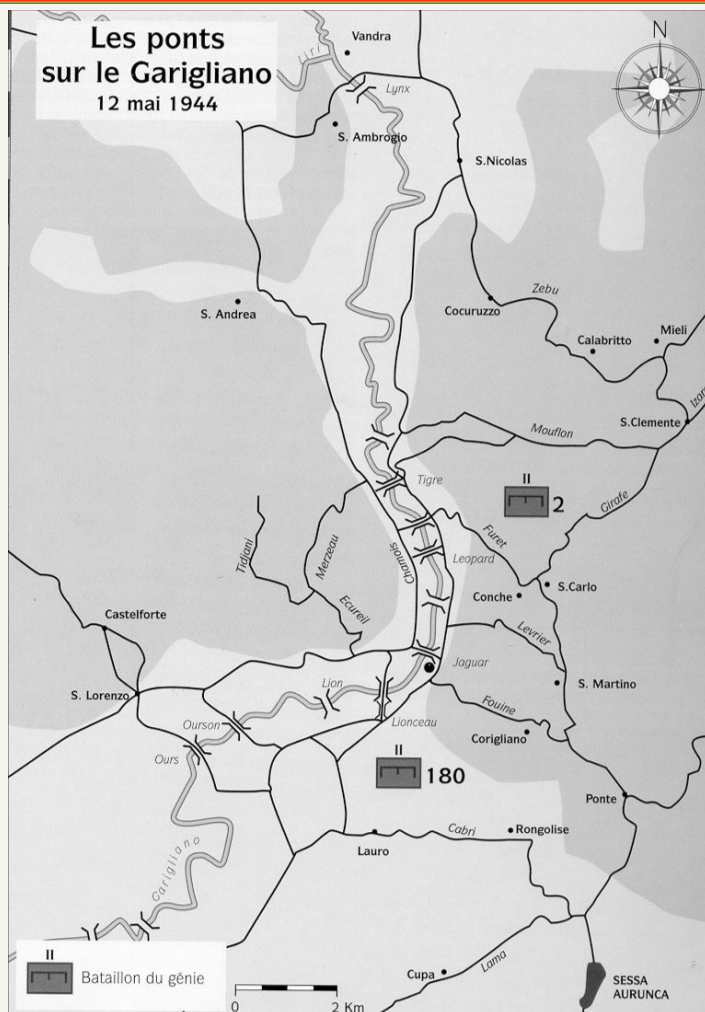 Les ponts
sur le Garigliano
12 mai 1944
N
Liri
Vandra
Lynx
S. Ambrogio
S.Nicolas
Zebu
S. Andrea
Cocuruzzo
Calabritto
Mieli
S.Clemente
Mouflon
Tigre
II
2
Girafe
Furet
Tidjani
Merzeau
Chamois
Leopard
Ecureil
Conche
S.Carlo
Castelforte
Levrier
Jaguar
S. Lorenzo
Lion
S. Martino
Fouine
Ourson
Lionceau
Corigliano
Ours
II
180
Ponte
Garigliano
Lauro
Cabri
Rongolise
II
Bataillon du génie
0
2 Km
Cupa
Lama
SESSA
AURUNCA